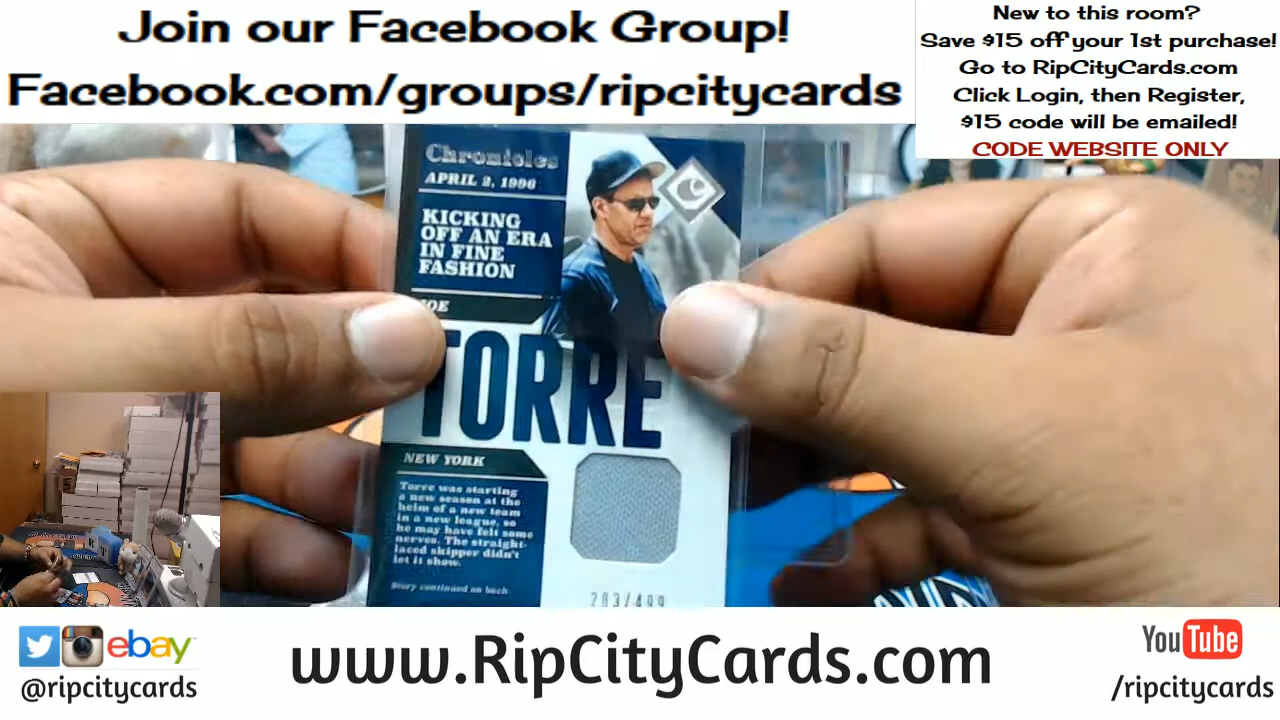 Join our Facebook Group!
Facebook.com/groups/ripcitycards
New to this room?
Save $15 off your 1st purchase!
Go to RipCityCards.com
Click Login, then Register,
$15 code will be emailed!
CODE WEBSITE ONLY
Chronicles
APRIL 2, 1996
KICKING
OFF AN ERA
IN FINE
FASHION
JOE
TORRE
NEW YORK
Torre was starting
a new season at the
helm of a new team
in a new league, so
he may have felt some
nerves. The straight-
laced skipper didn't
let it show.
Story continued on back.
283/499
ebay
@ripcitycards
www.RipCityCards.com
YouTube
/ripcitycards